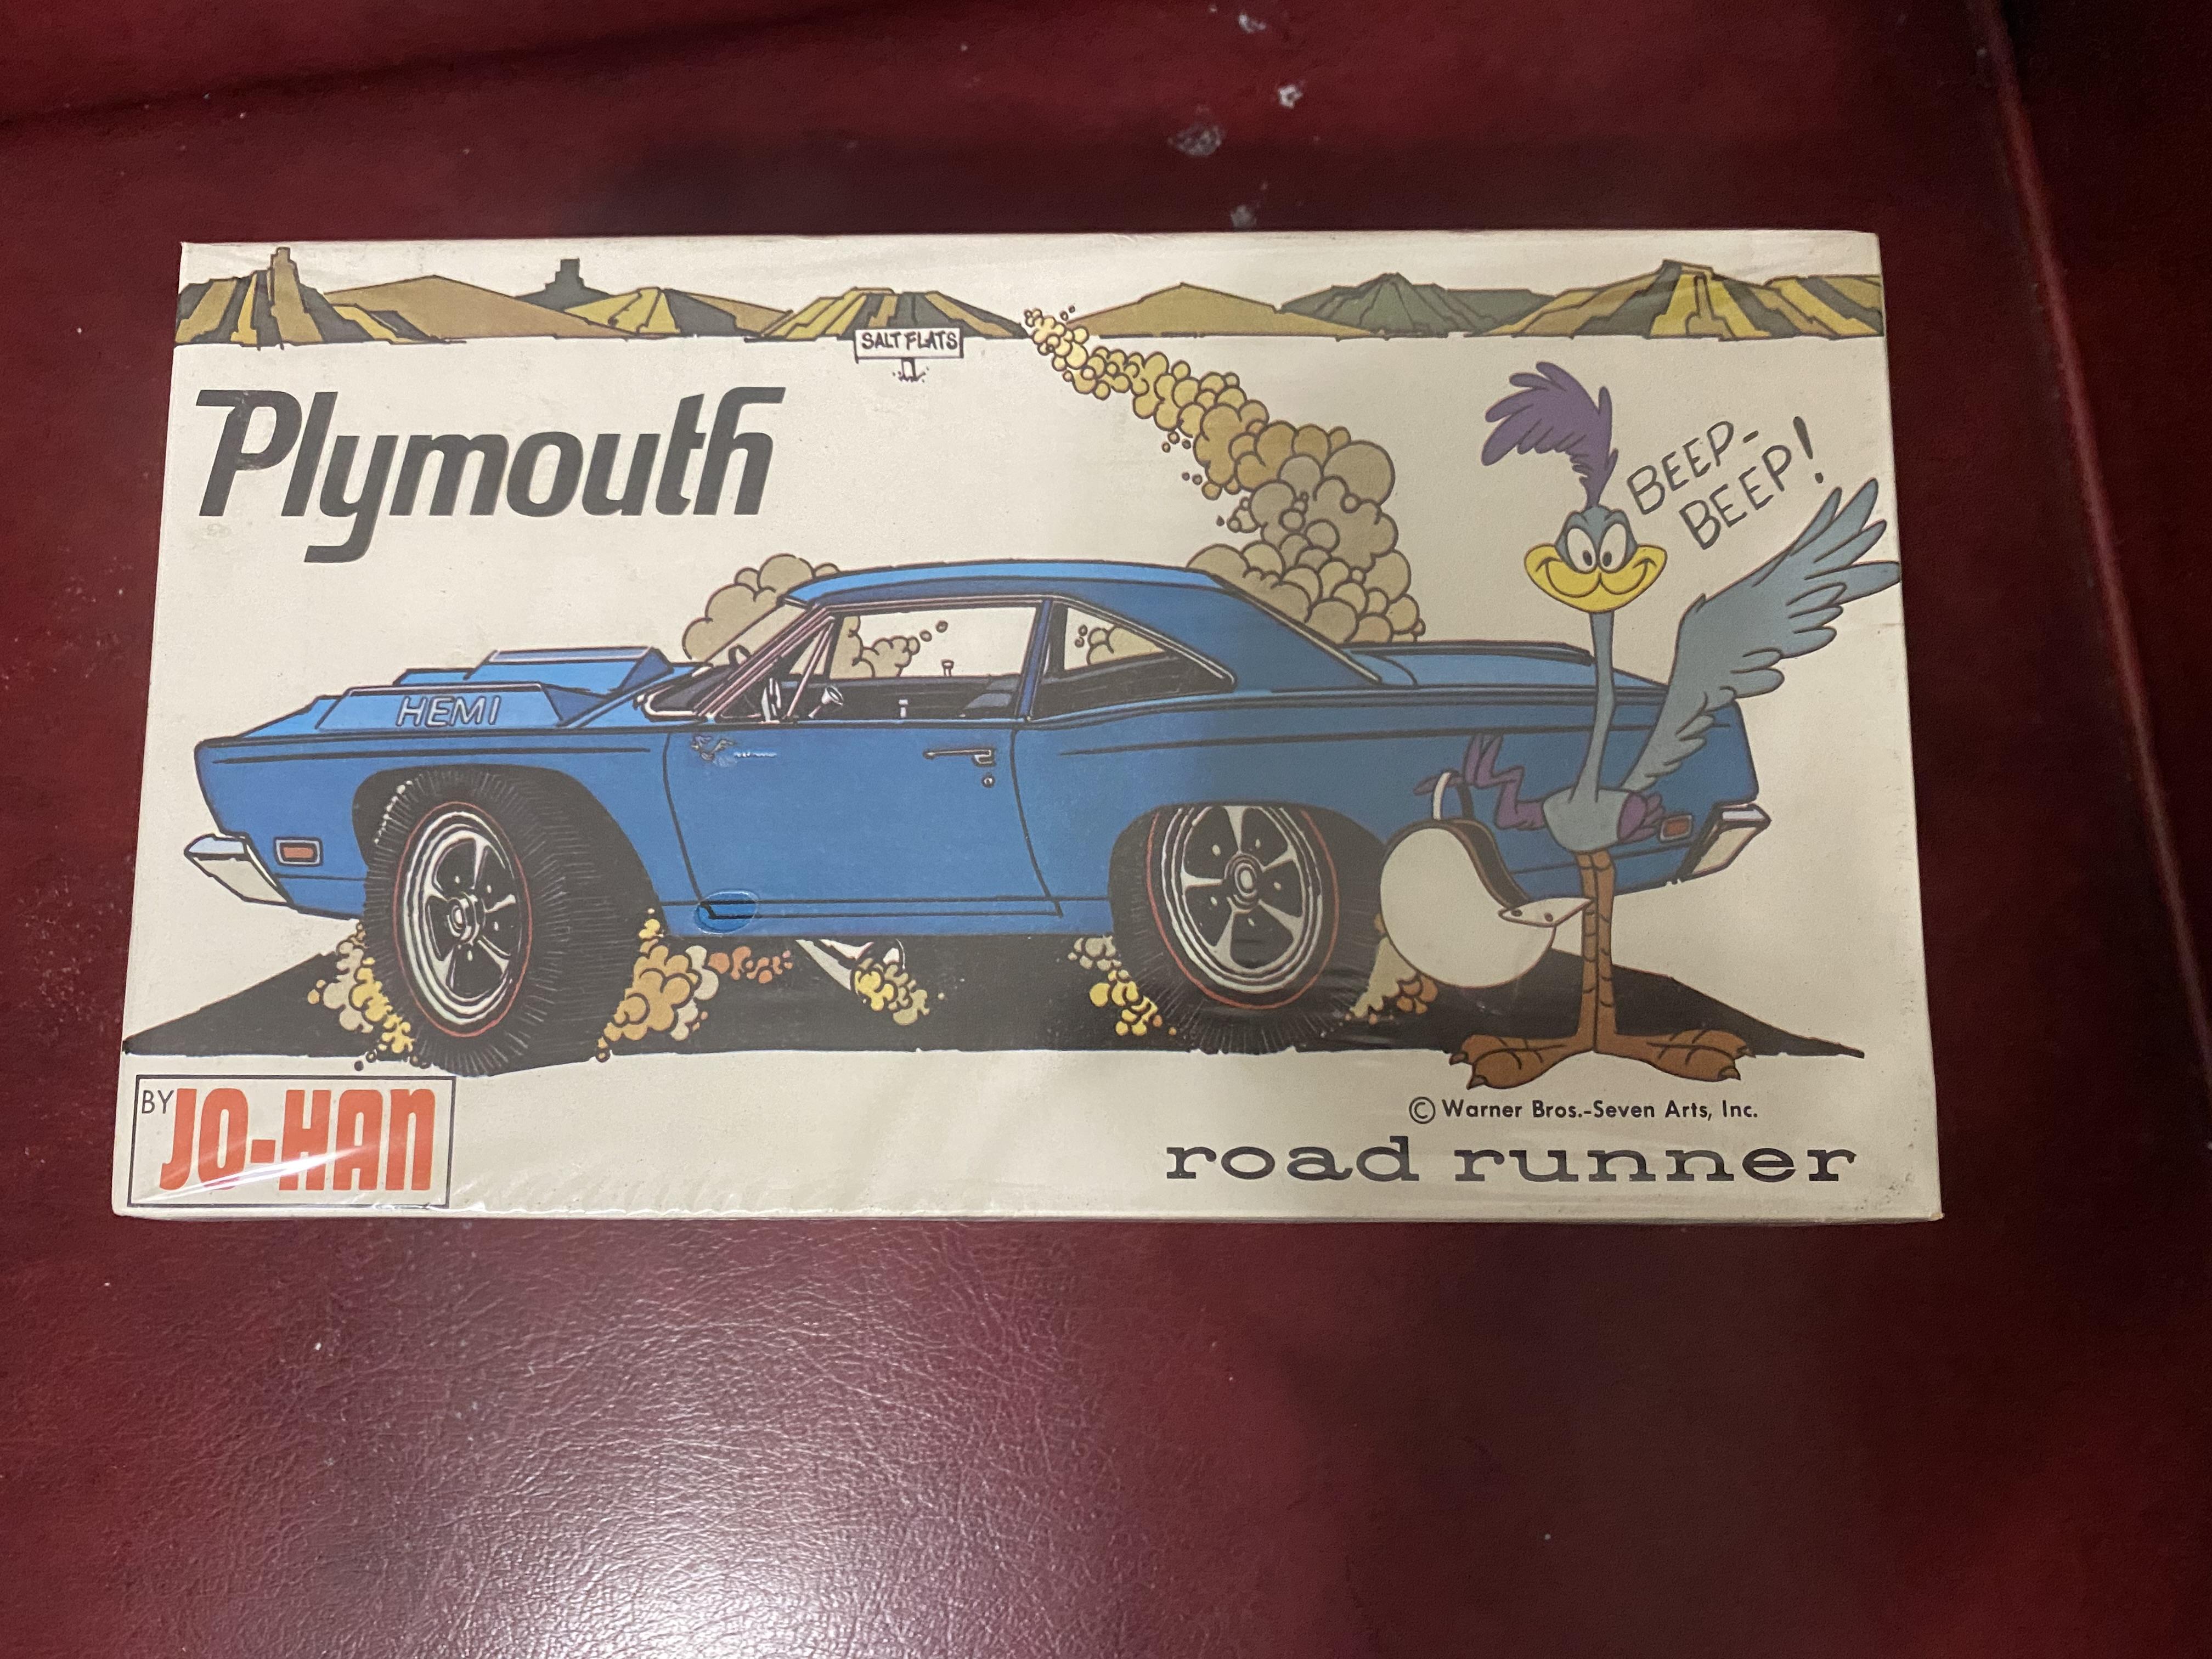 SALT FLATS
Plymouth
BEEP-
BEEP!
HEMI
BY JO-HAN
© Warner Bros.-Seven Arts, Inc.
road runner